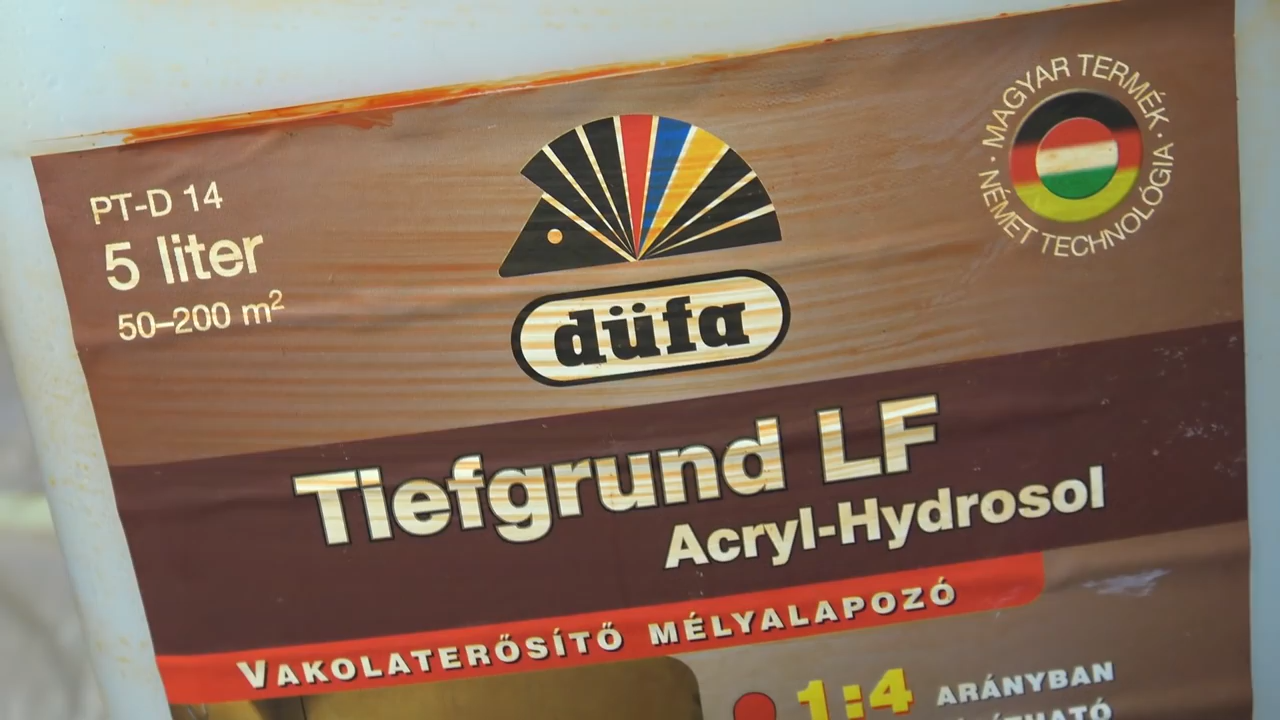 PT-D 14
5 liter
50–200 m²
düfa
· MAGYAR TERMÉK ·
NÉMET TECHNOLÓGIA
Tiefgrund LF
Acryl-Hydrosol
VAKOLATERŐSÍTŐ MÉLYALAPOZÓ
1:4 ARÁNYBAN